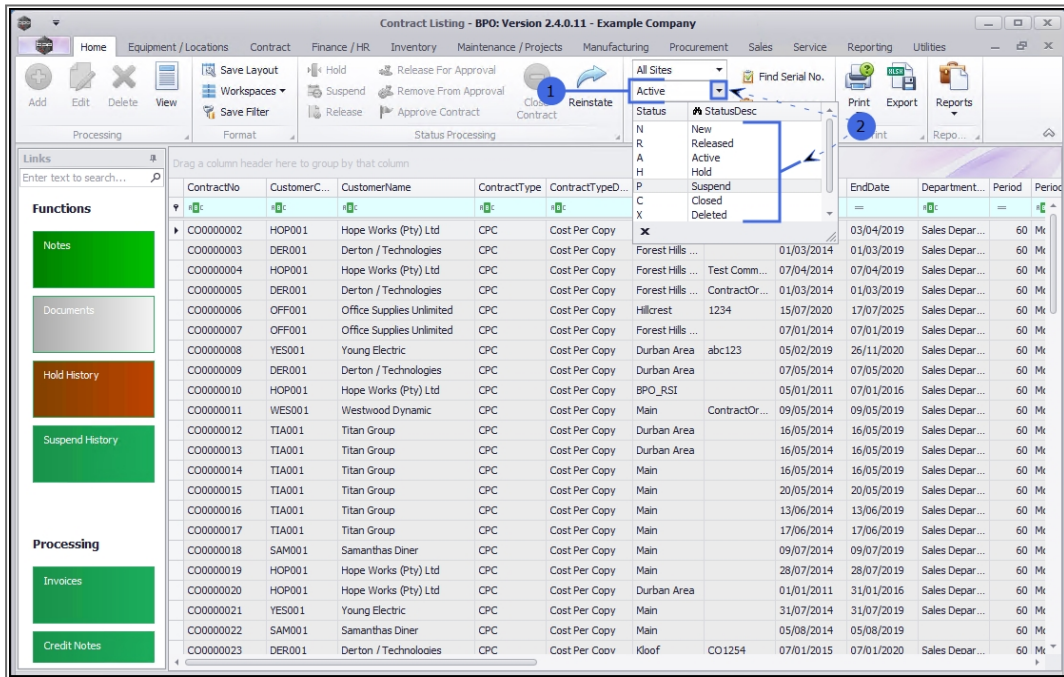 Contract Listing - BPO: Version 2.4.0.11 - Example Company
Home Equipment / Locations Contract Finance / HR Inventory Maintenance / Projects Manufacturing Procurement Sales Service Reporting Utilities
Save Layout Hold Release For Approval All Sites Find Serial No.
Workspaces Suspend Remove From Approval 1 Active
Add Edit Delete View Save Filter Release Approve Contract Contract Reinstate Print Export Reports
Processing Format Status Processing 2 Repo...
Status StatusDesc
N New
R Released
A Active
H Hold
P Suspend
C Closed
X Deleted
Links
Enter text to search...
Drag a column header here to group by that column
Functions
Notes
Documents
Hold History
Suspend History
Processing
Invoices
Credit Notes
ContractNo CustomerC... CustomerName ContractType ContractTypeD... EndDate Department... Period Period
CO0000002 HOP001 Hope Works (Pty) Ltd CPC Cost Per Copy 03/04/2019 Sales Depar... 60 Mo
CO0000003 DER001 Derton / Technologies CPC Cost Per Copy Forest Hills ... 01/03/2014 01/03/2019 Sales Depar... 60 Mo
CO0000004 HOP001 Hope Works (Pty) Ltd CPC Cost Per Copy Forest Hills ... Test Comm... 07/04/2014 07/04/2019 Sales Depar... 60 Mo
CO0000005 DER001 Derton / Technologies CPC Cost Per Copy Forest Hills ... ContractOr... 01/03/2014 01/03/2019 Sales Depar... 60 Mo
CO0000006 OFF001 Office Supplies Unlimited CPC Cost Per Copy Hillcrest 1234 15/07/2020 17/07/2025 Sales Depar... 60 Mo
CO0000007 OFF001 Office Supplies Unlimited CPC Cost Per Copy Forest Hills ... 07/01/2014 07/01/2019 Sales Depar... 60 Mo
CO0000008 YES001 Young Electric CPC Cost Per Copy Durban Area abc123 05/02/2019 26/11/2020 Sales Depar... 60 Mo
CO0000009 DER001 Derton / Technologies CPC Cost Per Copy Durban Area 07/05/2014 07/05/2020 Sales Depar... 60 Mo
CO0000010 HOP001 Hope Works (Pty) Ltd CPC Cost Per Copy BPO_RSI 05/01/2011 07/01/2016 Sales Depar... 60 Mo
CO0000011 WES001 Westwood Dynamic CPC Cost Per Copy Main ContractOr... 09/05/2014 09/05/2019 Sales Depar... 60 Mo
CO0000012 TIA001 Titan Group CPC Cost Per Copy Durban Area 16/05/2014 16/05/2019 Sales Depar... 60 Mo
CO0000013 TIA001 Titan Group CPC Cost Per Copy Durban Area 16/05/2014 16/05/2019 Sales Depar... 60 Mo
CO0000014 TIA001 Titan Group CPC Cost Per Copy Main 16/05/2014 16/05/2019 Sales Depar... 60 Mo
CO0000015 TIA001 Titan Group CPC Cost Per Copy Main 20/05/2014 20/05/2019 Sales Depar... 60 Mo
CO0000016 TIA001 Titan Group CPC Cost Per Copy Main 13/06/2014 13/06/2019 Sales Depar... 60 Mo
CO0000017 TIA001 Titan Group CPC Cost Per Copy Main 17/06/2014 17/06/2019 Sales Depar... 60 Mo
CO0000018 SAM001 Samanthas Diner CPC Cost Per Copy Main 09/07/2014 09/07/2019 Sales Depar... 60 Mo
CO0000019 HOP001 Hope Works (Pty) Ltd CPC Cost Per Copy Main 28/07/2014 28/07/2019 Sales Depar... 60 Mo
CO0000020 HOP001 Hope Works (Pty) Ltd CPC Cost Per Copy Durban Area 01/01/2011 31/01/2016 Sales Depar... 60 Mo
CO0000021 YES001 Young Electric CPC Cost Per Copy Main 31/07/2014 31/07/2019 Sales Depar... 60 Mo
CO0000022 SAM001 Samanthas Diner CPC Cost Per Copy Main 05/08/2014 05/08/2019 60 Mo
CO0000023 DER001 Derton / Technologies CPC Cost Per Copy Kloof CO1254 07/01/2015 07/01/2020 Sales Depar... 60 Mo